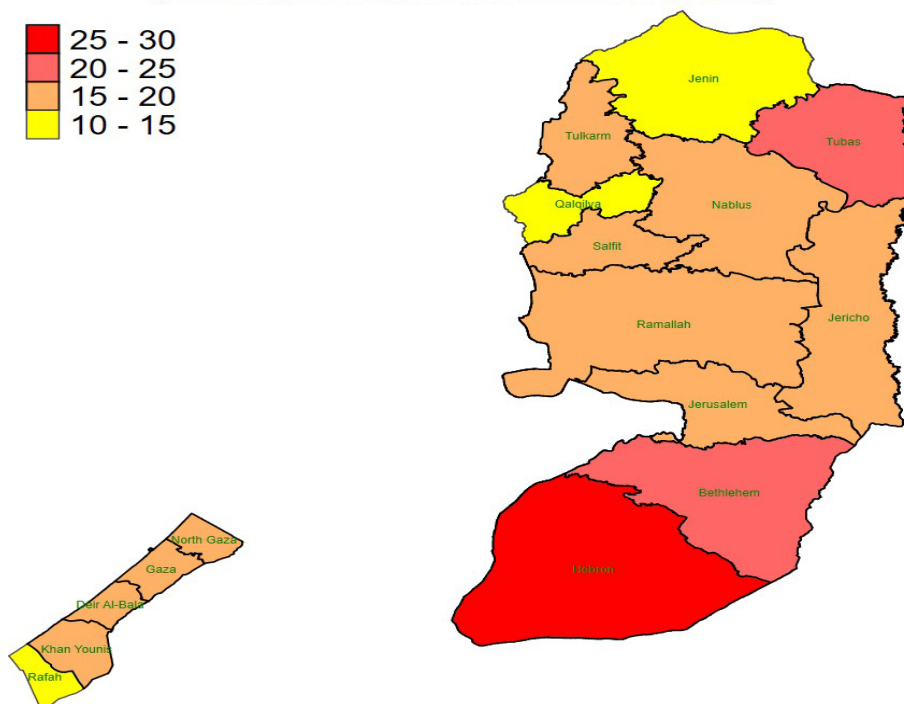 25 - 30
20 - 25
15 - 20
10 - 15
Jenin
Tulkarm
Tubas
Qalqilya
Nablus
Salfit
Ramallah
Jericho
Jerusalem
Bethlehem
Hebron
North Gaza
Gaza
Deir Al-Bala
Khan Younis
Rafah